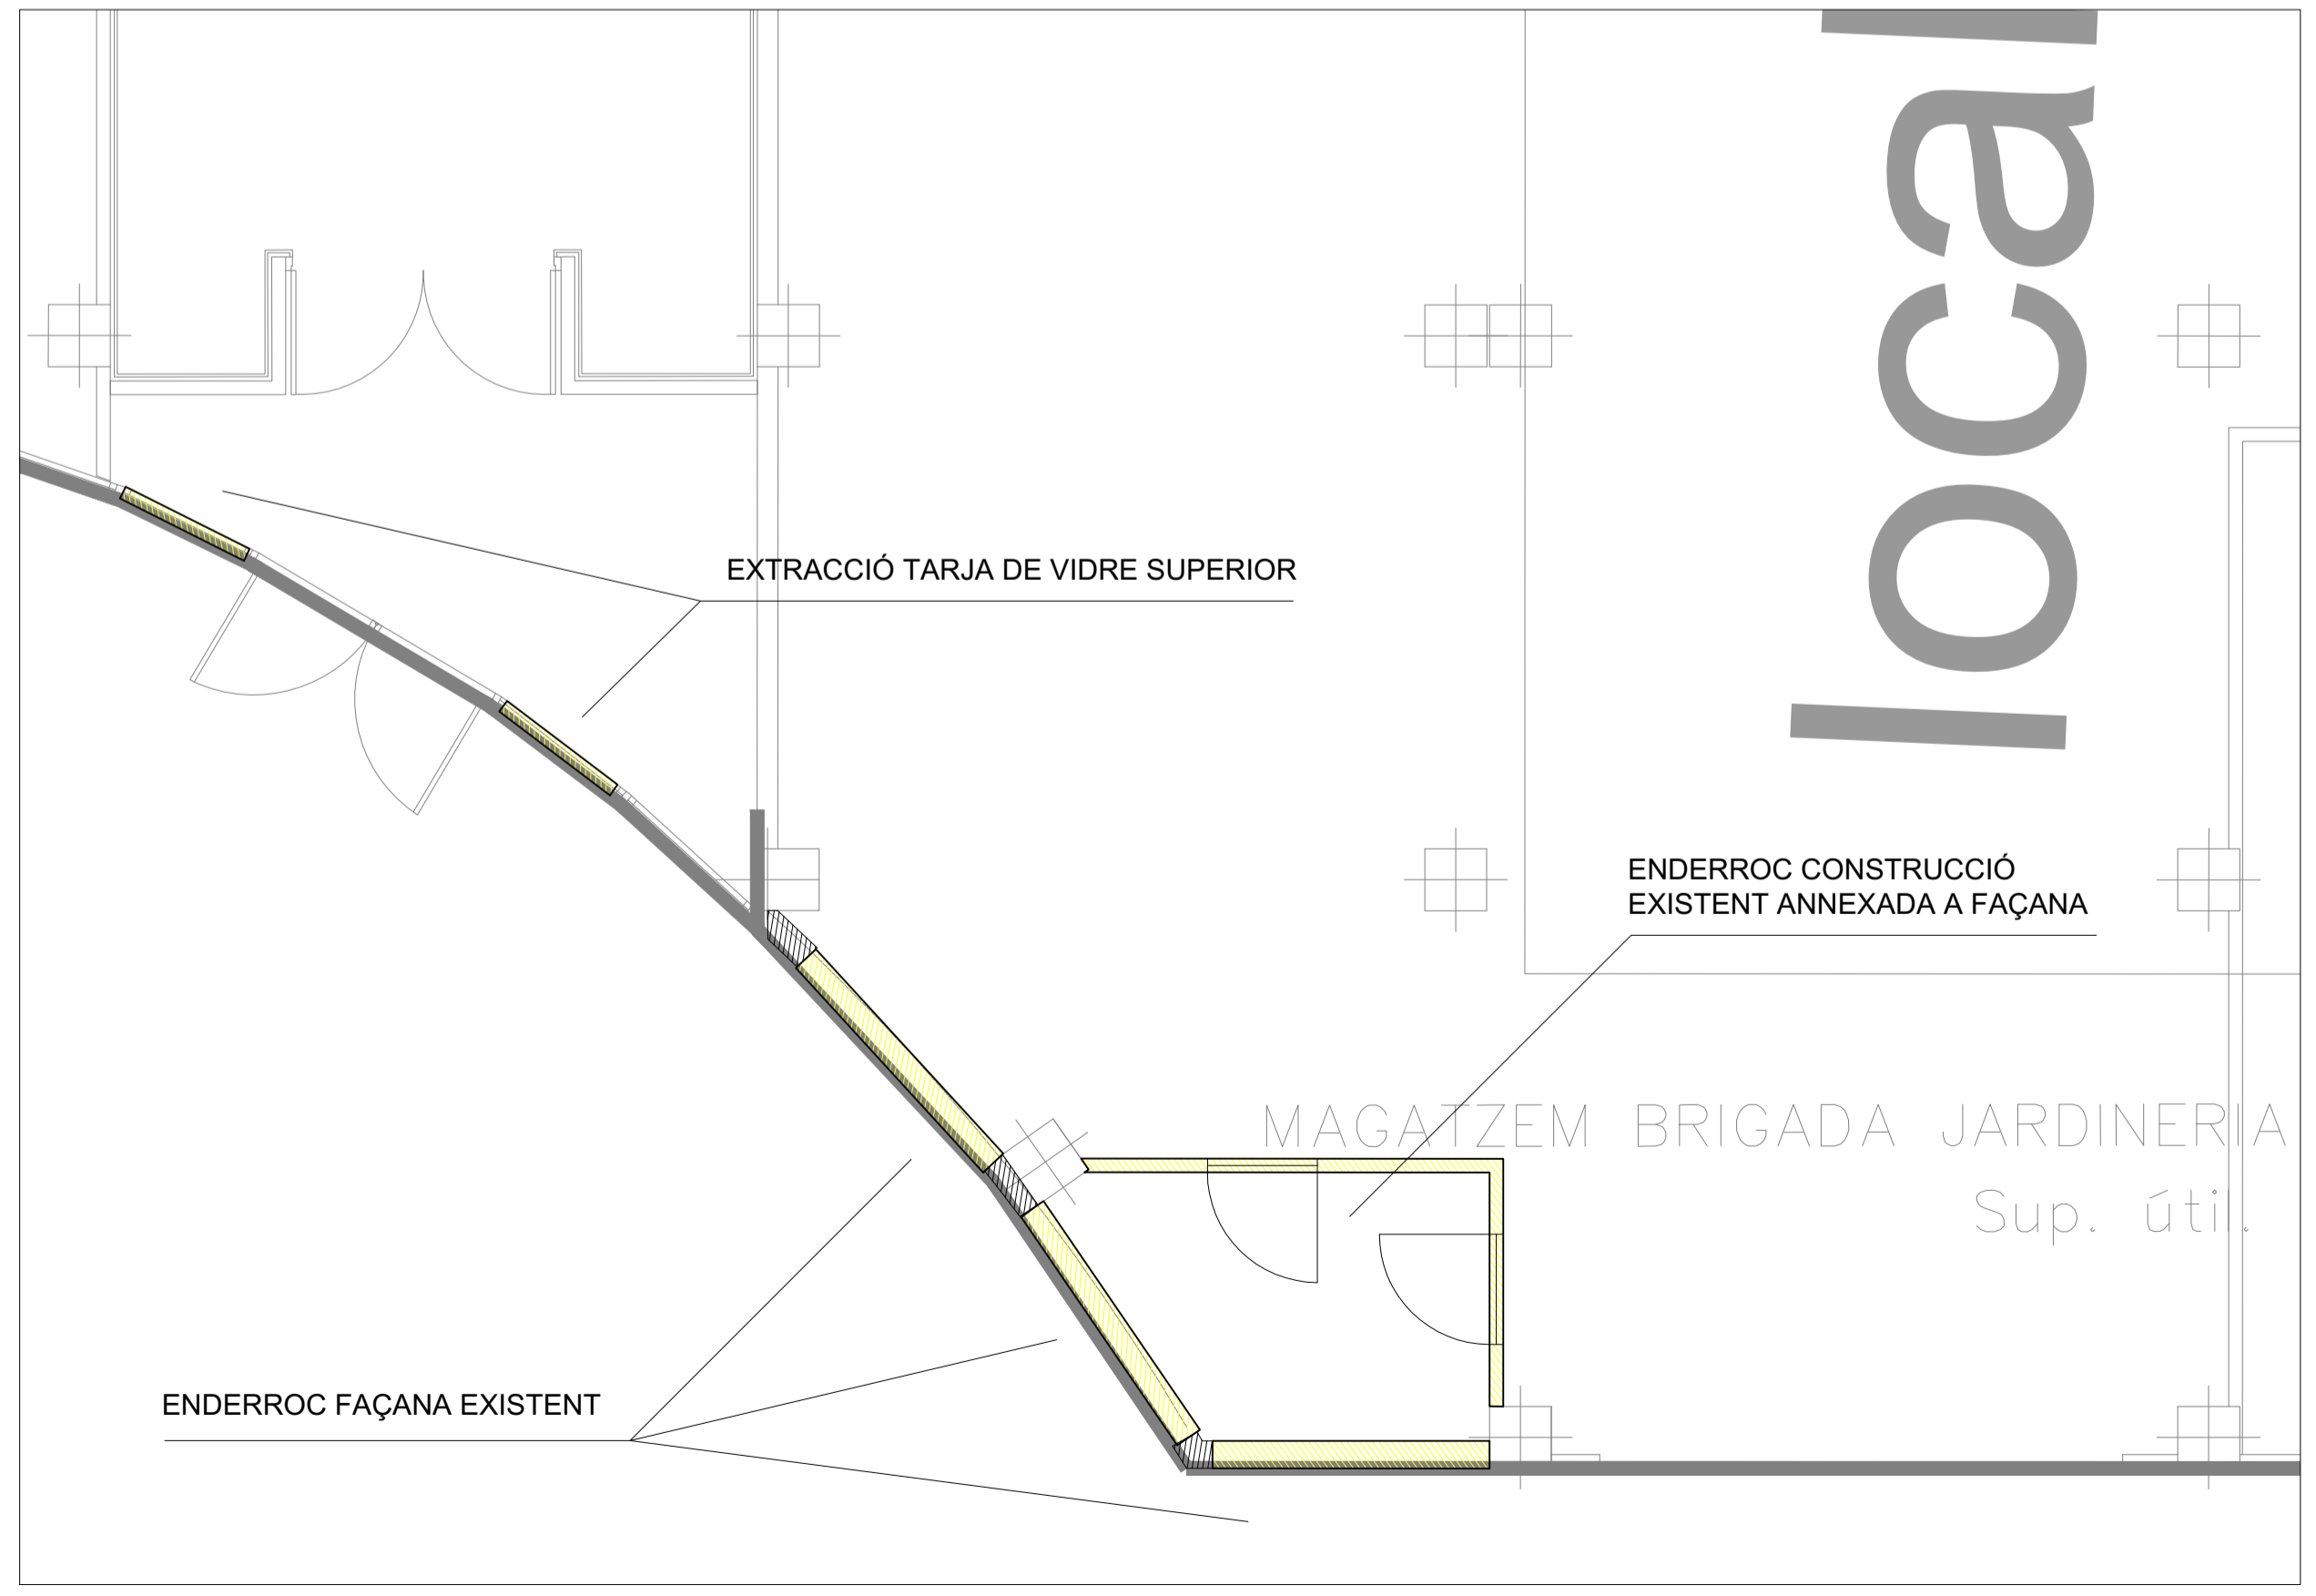 local
EXTRACCIÓ TARJA DE VIDRE SUPERIOR
ENDERROC CONSTRUCCIÓ
EXISTENT ANNEXADA A FAÇANA
MAGATZEM BRIGADA JARDINERIA
Sup. útil.
ENDERROC FAÇANA EXISTENT